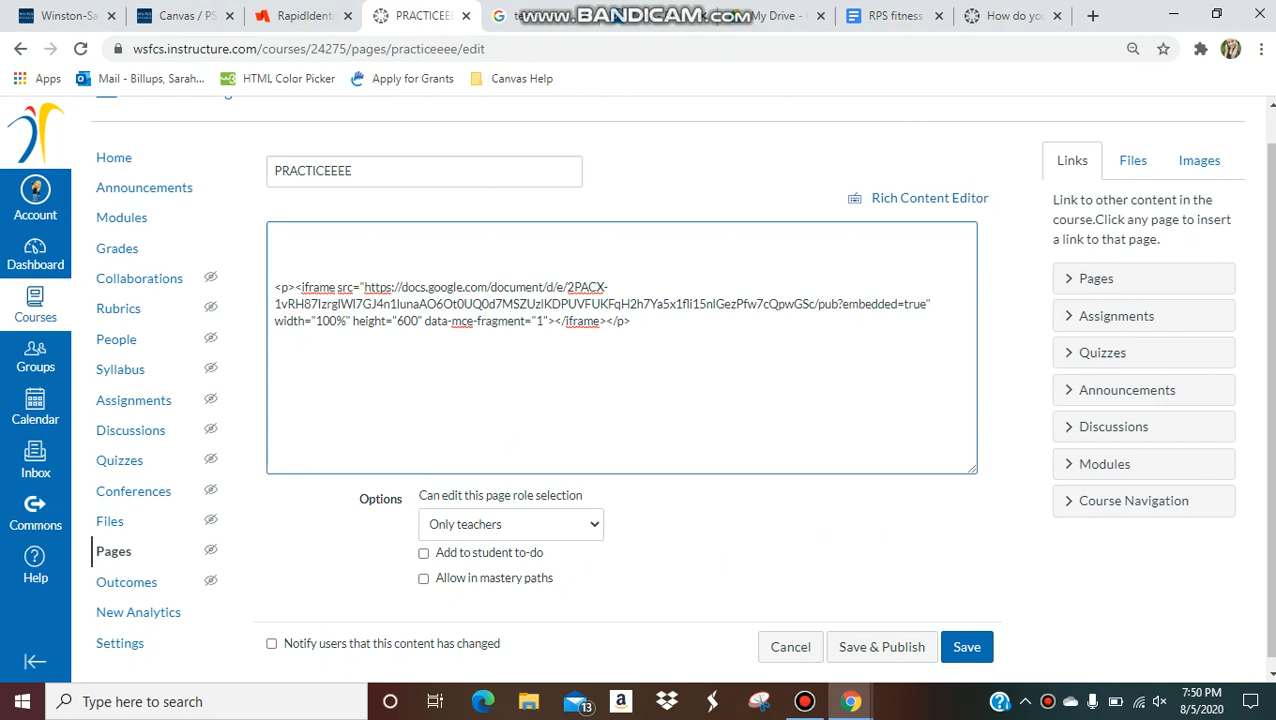 Winston-Sa
Canvas / PS
RapidIdenti
PRACTICEEE
www.BANDICAM.com
My Drive - G
RPS fitness
How do you
wsfcs.instructure.com/courses/24275/pages/practiceeee/edit
Apps
Mail - Billups, Sarah...
HTML Color Picker
Apply for Grants
Canvas Help
Account
Dashboard
Courses
Groups
Calendar
Inbox
13
Commons
Help
Home
Announcements
Modules
Grades
Collaborations
Rubrics
People
Syllabus
Assignments
Discussions
Quizzes
Conferences
Files
Pages
Outcomes
New Analytics
Settings
PRACTICEEEE
Rich Content Editor
<p><iframe src="https://docs.google.com/document/d/e/2PACX-
width="100%" height="600" data-mce-fragment="1"></iframe></p>
Options
Can edit this page role selection
Only teachers
Add to student to-do
Allow in mastery paths
Notify users that this content has changed
Cancel
Save & Publish
Save
Links
Files
Images
Link to other content in the
course.Click any page to insert
a link to that page.
Pages
Assignments
Quizzes
Announcements
Discussions
Modules
Course Navigation
Type here to search
7:50 PM
8/5/2020